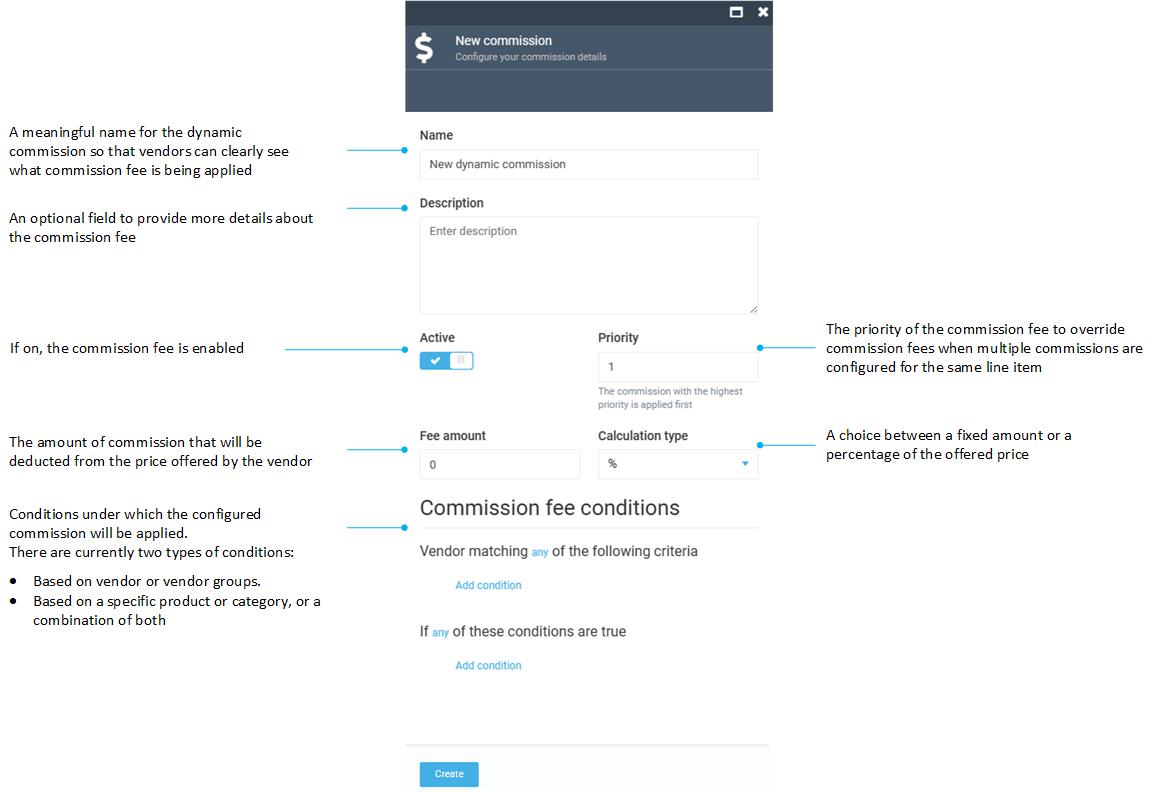 New commission
Configure your commission details
A meaningful name for the dynamic
commission so that vendors can clearly see
what commission fee is being applied
Name
New dynamic commission
An optional field to provide more details about
the commission fee
Description
Enter description
If on, the commission fee is enabled
Active
Priority
1
The commission with the highest
priority is applied first
The priority of the commission fee to override
commission fees when multiple commissions are
configured for the same line item
The amount of commission that will be
deducted from the price offered by the vendor
Fee amount
0
Calculation type
%
A choice between a fixed amount or a
percentage of the offered price
Conditions under which the configured
commission will be applied.
There are currently two types of conditions:
• Based on vendor or vendor groups.
• Based on a specific product or category, or a
combination of both
Commission fee conditions
Vendor matching any of the following criteria
Add condition
If any of these conditions are true
Add condition
Create